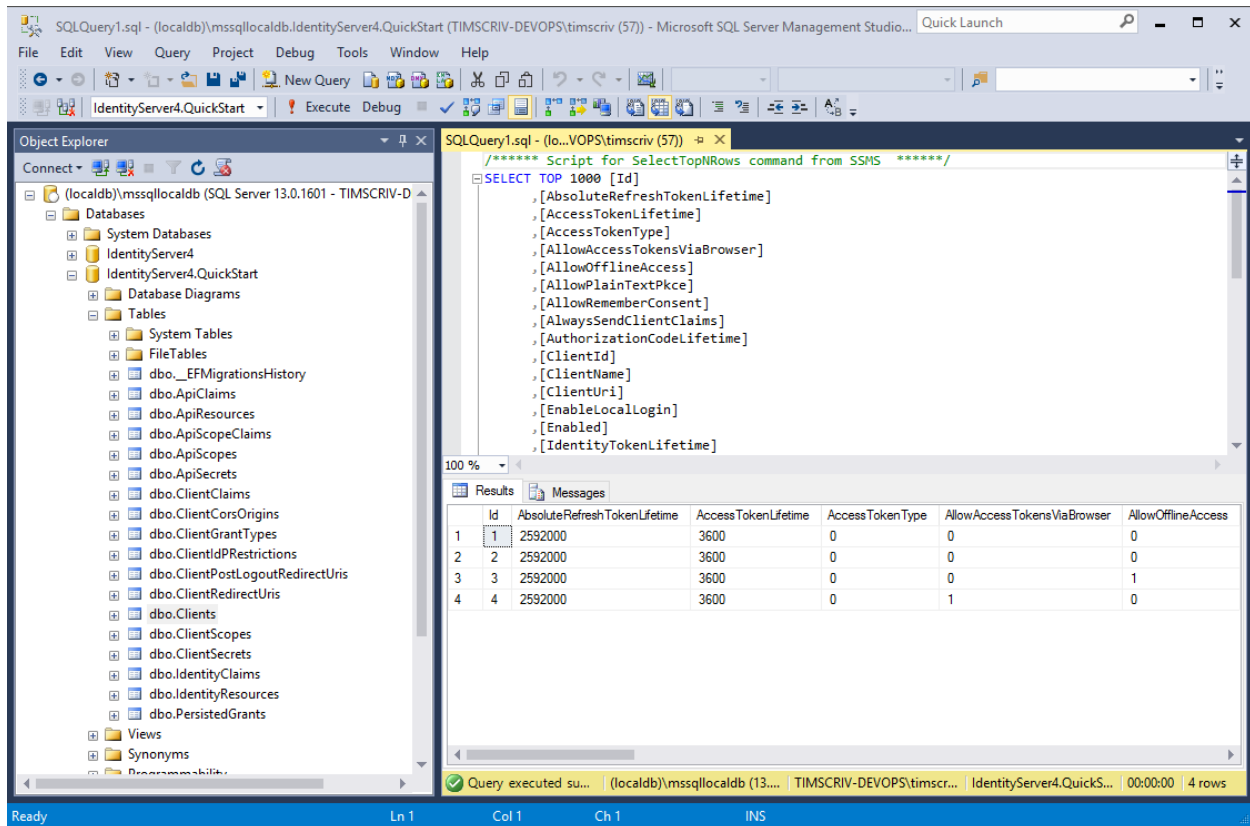 SQLQuery1.sql - (localdb)\mssqllocaldb.IdentityServer4.QuickStart (TIMSCRIV-DEVOPS\timscriv (57)) - Microsoft SQL Server Management Studio...
Quick Launch
File Edit View Query Project Debug Tools Window Help
New Query
IdentityServer4.QuickStart Execute Debug
Object Explorer
Connect
(localdb)\mssqllocaldb (SQL Server 13.0.1601 - TIMSCRIV-D
Databases
System Databases
IdentityServer4
IdentityServer4.QuickStart
Database Diagrams
Tables
System Tables
FileTables
dbo.__EFMigrationsHistory
dbo.ApiClaims
dbo.ApiResources
dbo.ApiScopeClaims
dbo.ApiScopes
dbo.ApiSecrets
dbo.ClientClaims
dbo.ClientCorsOrigins
dbo.ClientGrantTypes
dbo.ClientIdPRestrictions
dbo.ClientPostLogoutRedirectUris
dbo.ClientRedirectUris
dbo.Clients
dbo.ClientScopes
dbo.ClientSecrets
dbo.IdentityClaims
dbo.IdentityResources
dbo.PersistedGrants
Views
Synonyms
Programmability
SQLQuery1.sql - (lo...VOPS\timscriv (57))
/****** Script for SelectTopNRows command from SSMS ******/
SELECT TOP 1000 [Id]
,[AbsoluteRefreshTokenLifetime]
,[AccessTokenLifetime]
,[AccessTokenType]
,[AllowAccessTokensViaBrowser]
,[AllowOfflineAccess]
,[AllowPlainTextPkce]
,[AllowRememberConsent]
,[AlwaysSendClientClaims]
,[AuthorizationCodeLifetime]
,[ClientId]
,[ClientName]
,[ClientUri]
,[EnableLocalLogin]
,[Enabled]
,[IdentityTokenLifetime]
100 %
Results Messages
Id AbsoluteRefreshTokenLifetime AccessTokenLifetime AccessTokenType AllowAccessTokensViaBrowser AllowOfflineAccess
1 1 2592000 3600 0 0 0
2 2 2592000 3600 0 0 0
3 3 2592000 3600 0 0 1
4 4 2592000 3600 0 1 0
Query executed su... (localdb)\mssqllocaldb (13.... TIMSCRIV-DEVOPS\timscr... IdentityServer4.QuickS... 00:00:00 4 rows
Ready Ln 1 Col 1 Ch 1 INS